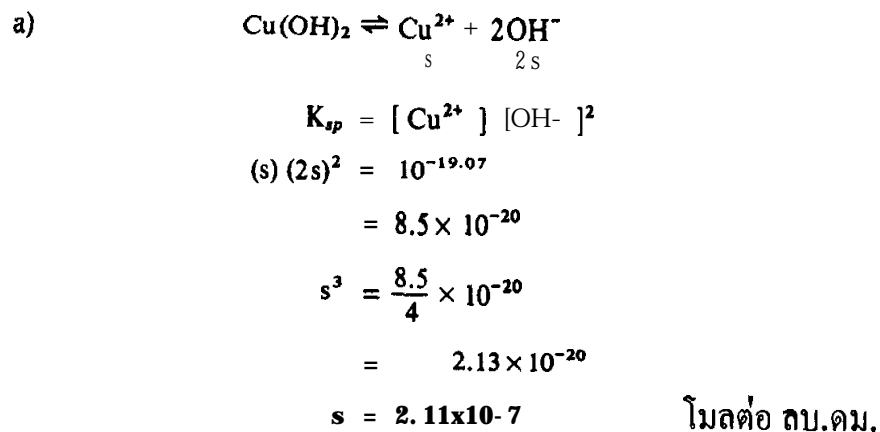 a) Cu(OH)₂ ⇌ Cu²⁺ + 2OH⁻
s 2 s
Kₛₚ = [ Cu²⁺ ] [OH- ]²
(s) (2s)² = 10⁻¹⁹·⁰⁷
= 8.5 × 10⁻²⁰
s³ = 8.5/4 × 10⁻²⁰
= 2.13 × 10⁻²⁰
s = 2. 11x10- 7 โมลต่อ ลบ.ดม.